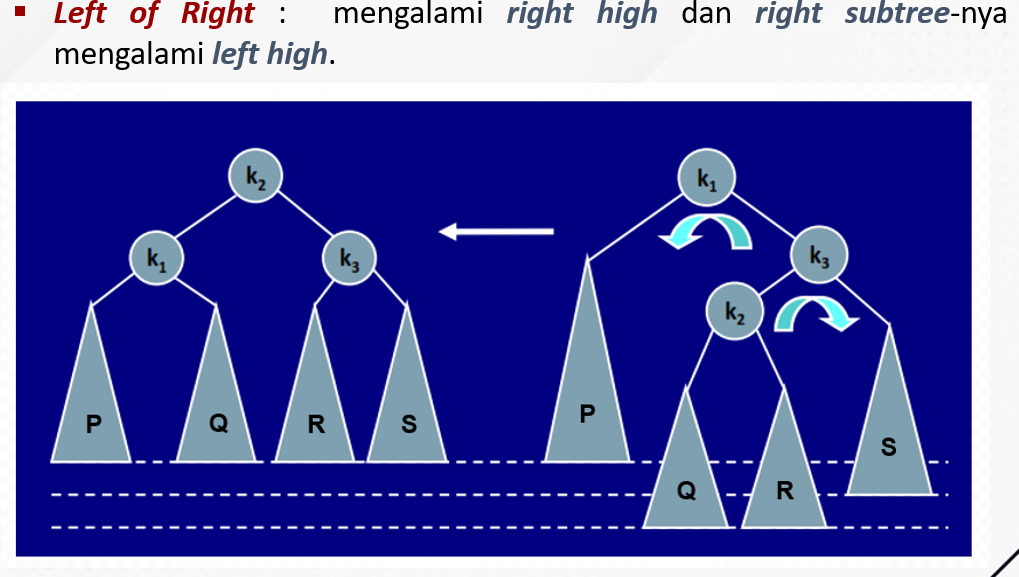 ▪ Left of Right : mengalami right high dan right subtree-nya
mengalami left high.
k₂
k₁
k₁
k₃
k₃
k₂
P
Q
R
S
P
S
Q
R